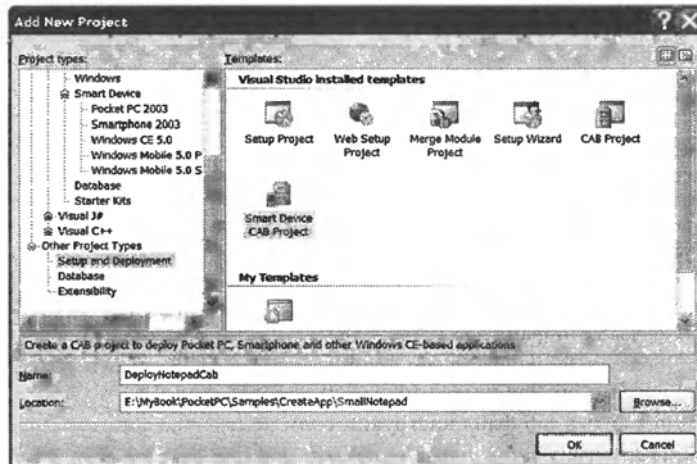 Add New Project
Project types:
Templates:
Windows
Smart Device
Pocket PC 2003
Smartphone 2003
Windows CE 5.0
Windows Mobile 5.0 P
Windows Mobile 5.0 S
Database
Starter Kits
Visual J#
Visual C++
Other Project Types
Setup and Deployment
Database
Extensibility
Visual Studio installed templates
Setup Project
Web Setup Project
Merge Module Project
Setup Wizard
CAB Project
Smart Device CAB Project
My Templates
Create a CAB project to deploy Pocket PC, Smartphone and other Windows CE-based applications
Name:
DeployNotepadCab
Location:
E:\MyBook\PocketPC\Samples\CreateApp\SmallNotepad
Browse...
OK
Cancel